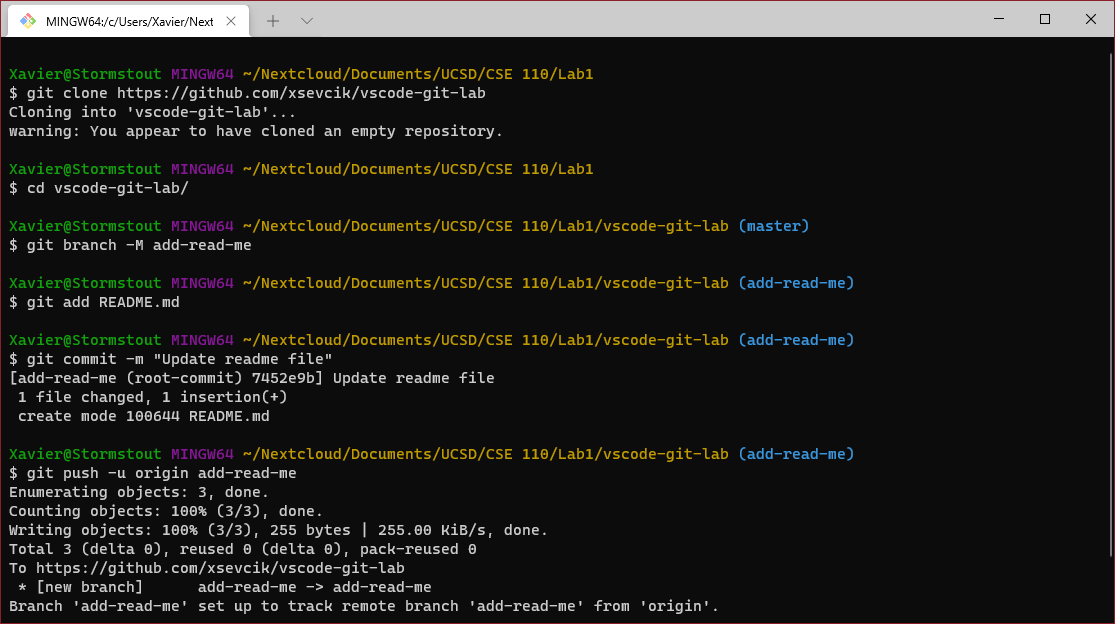 MINGW64:/c/Users/Xavier/Next
Xavier@Stormstout MINGW64 ~/Nextcloud/Documents/UCSD/CSE 110/Lab1
$ git clone https://github.com/xsevcik/vscode-git-lab
Cloning into 'vscode-git-lab'...
warning: You appear to have cloned an empty repository.
Xavier@Stormstout MINGW64 ~/Nextcloud/Documents/UCSD/CSE 110/Lab1
$ cd vscode-git-lab/
Xavier@Stormstout MINGW64 ~/Nextcloud/Documents/UCSD/CSE 110/Lab1/vscode-git-lab (master)
$ git branch -M add-read-me
Xavier@Stormstout MINGW64 ~/Nextcloud/Documents/UCSD/CSE 110/Lab1/vscode-git-lab (add-read-me)
$ git add README.md
Xavier@Stormstout MINGW64 ~/Nextcloud/Documents/UCSD/CSE 110/Lab1/vscode-git-lab (add-read-me)
$ git commit -m "Update readme file"
[add-read-me (root-commit) 7452e9b] Update readme file
 1 file changed, 1 insertion(+)
 create mode 100644 README.md
Xavier@Stormstout MINGW64 ~/Nextcloud/Documents/UCSD/CSE 110/Lab1/vscode-git-lab (add-read-me)
$ git push -u origin add-read-me
Enumerating objects: 3, done.
Counting objects: 100% (3/3), done.
Writing objects: 100% (3/3), 255 bytes | 255.00 KiB/s, done.
Total 3 (delta 0), reused 0 (delta 0), pack-reused 0
To https://github.com/xsevcik/vscode-git-lab
 * [new branch]      add-read-me -> add-read-me
Branch 'add-read-me' set up to track remote branch 'add-read-me' from 'origin'.